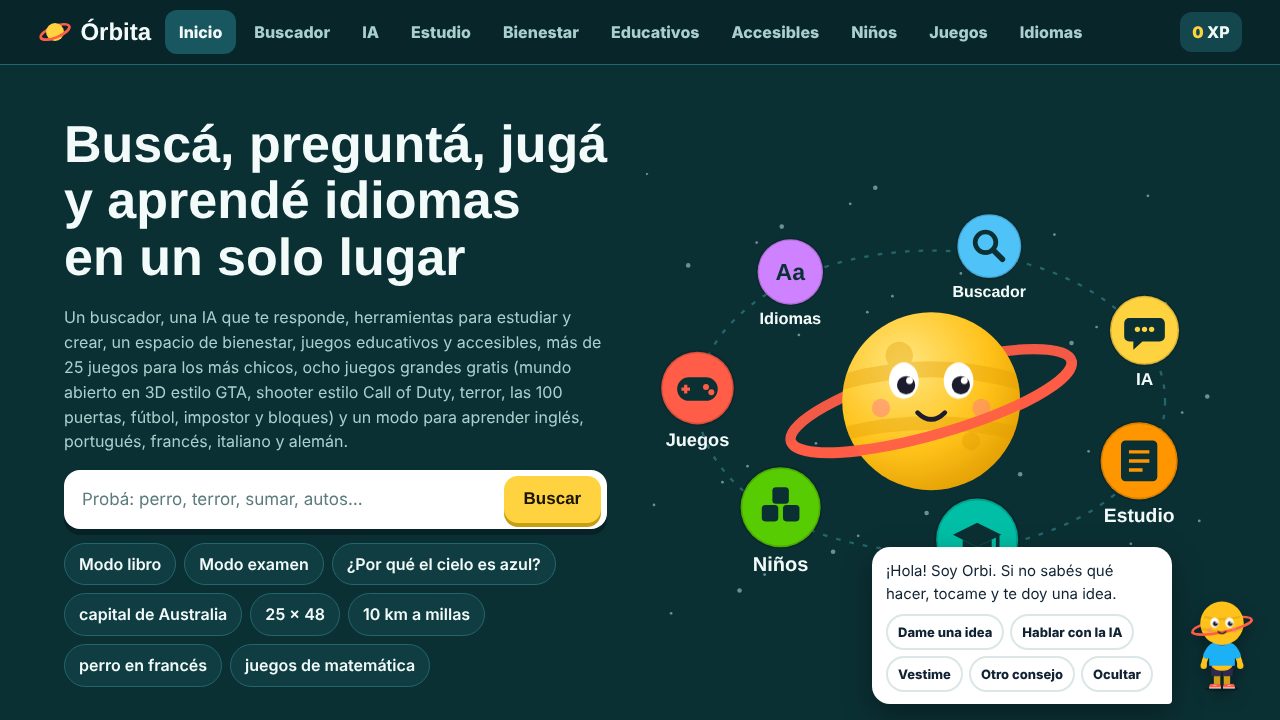 Órbita
Inicio
Buscador
IA
Estudio
Bienestar
Educativos
Accesibles
Niños
Juegos
Idiomas
0 XP
Buscá, preguntá, jugá
y aprendé idiomas
en un solo lugar
Un buscador, una IA que te responde, herramientas para estudiar y
crear, un espacio de bienestar, juegos educativos y accesibles, más de
25 juegos para los más chicos, ocho juegos grandes gratis (mundo
abierto en 3D estilo GTA, shooter estilo Call of Duty, terror, las 100
puertas, fútbol, impostor y bloques) y un modo para aprender inglés,
portugués, francés, italiano y alemán.
Probá: perro, terror, sumar, autos...
Buscar
Modo libro
Modo examen
¿Por qué el cielo es azul?
capital de Australia
25 × 48
10 km a millas
perro en francés
juegos de matemática
Aa
Idiomas
Buscador
IA
Juegos
Estudio
Niños
¡Hola! Soy Orbi. Si no sabés qué
hacer, tocame y te doy una idea.
Dame una idea
Hablar con la IA
Vestime
Otro consejo
Ocultar